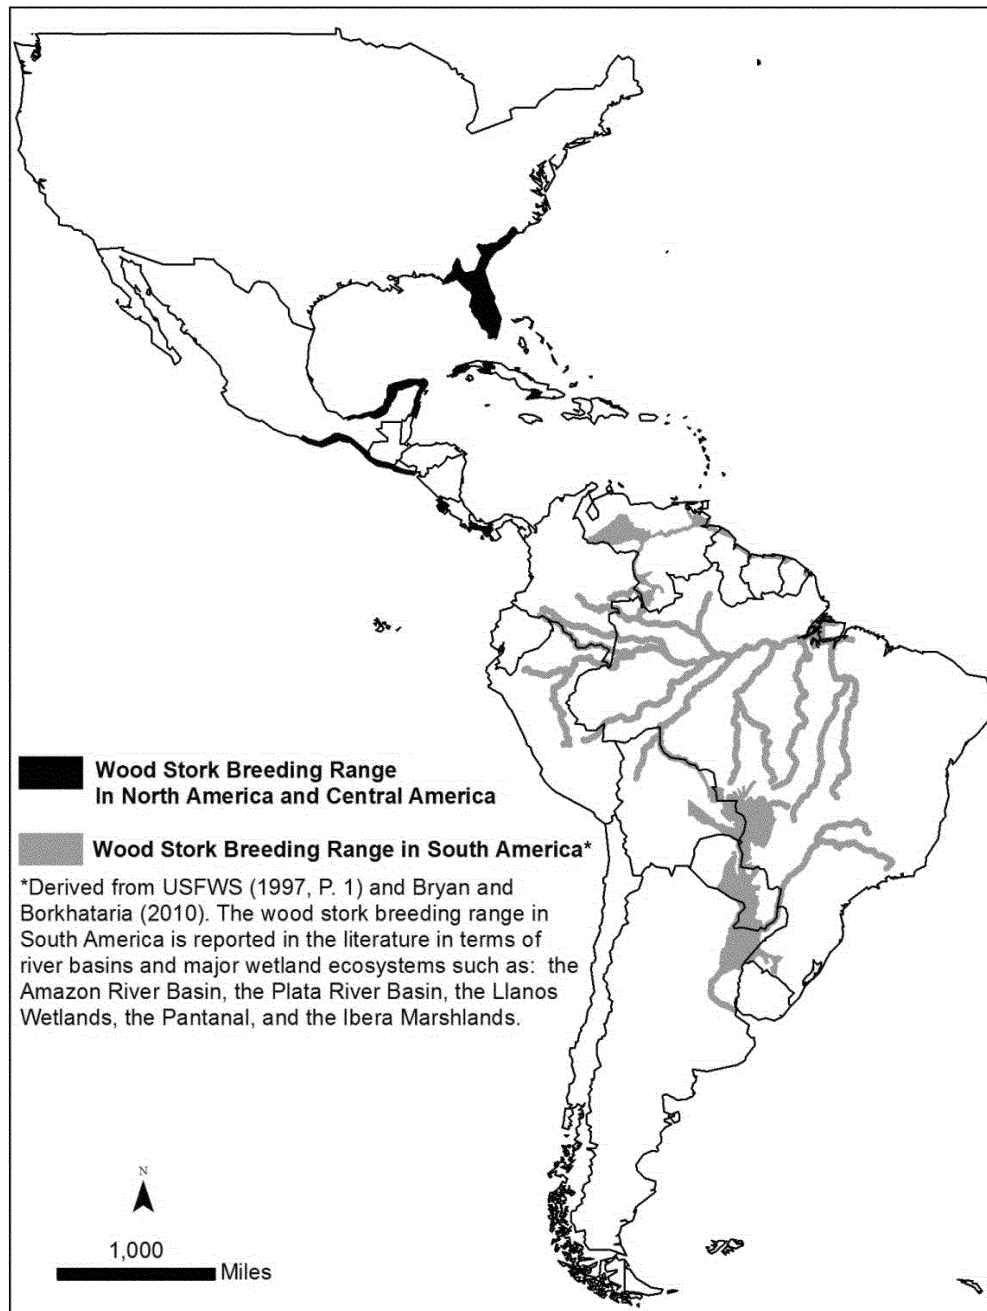 Wood Stork Breeding Range
In North America and Central America
Wood Stork Breeding Range in South America*
*Derived from USFWS (1997, P. 1) and Bryan and
Borkhataria (2010). The wood stork breeding range in
South America is reported in the literature in terms of
river basins and major wetland ecosystems such as: the
Amazon River Basin, the Plata River Basin, the Llanos
Wetlands, the Pantanal, and the Ibera Marshlands.
N
1,000
Miles